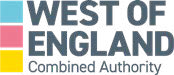 WEST OF
ENGLAND
Combined Authority